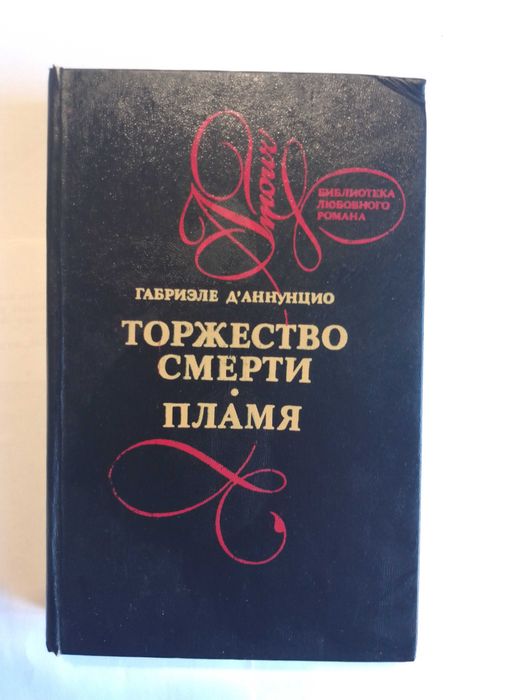 Amour
БИБЛИОТЕКА
ЛЮБОВНОГО
РОМАНА
ГАБРИЭЛЕ Д'АННУНЦИО
ТОРЖЕСТВО
СМЕРТИ
•
ПЛАМЯ